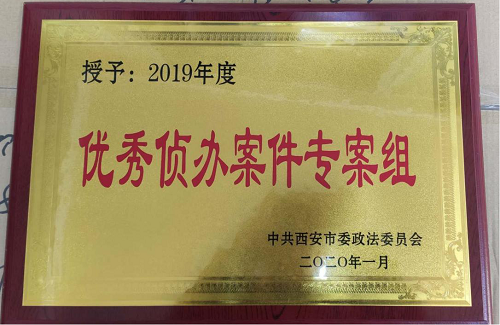 授予：2019年度
优秀侦办案件专案组
中共西安市委政法委员会
二〇二〇年一月